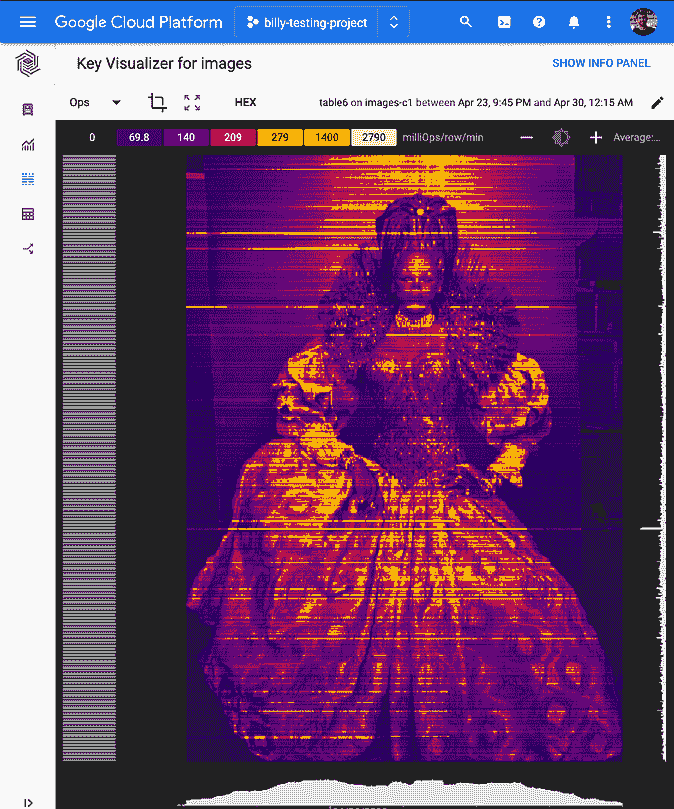 Google Cloud Platform billy-testing-project
Key Visualizer for images SHOW INFO PANEL
Ops HEX table6 on images-c1 between Apr 23, 9:45 PM and Apr 30, 12:15 AM
0 69.8 140 209 279 1400 2790 milliOps/row/min Average:...